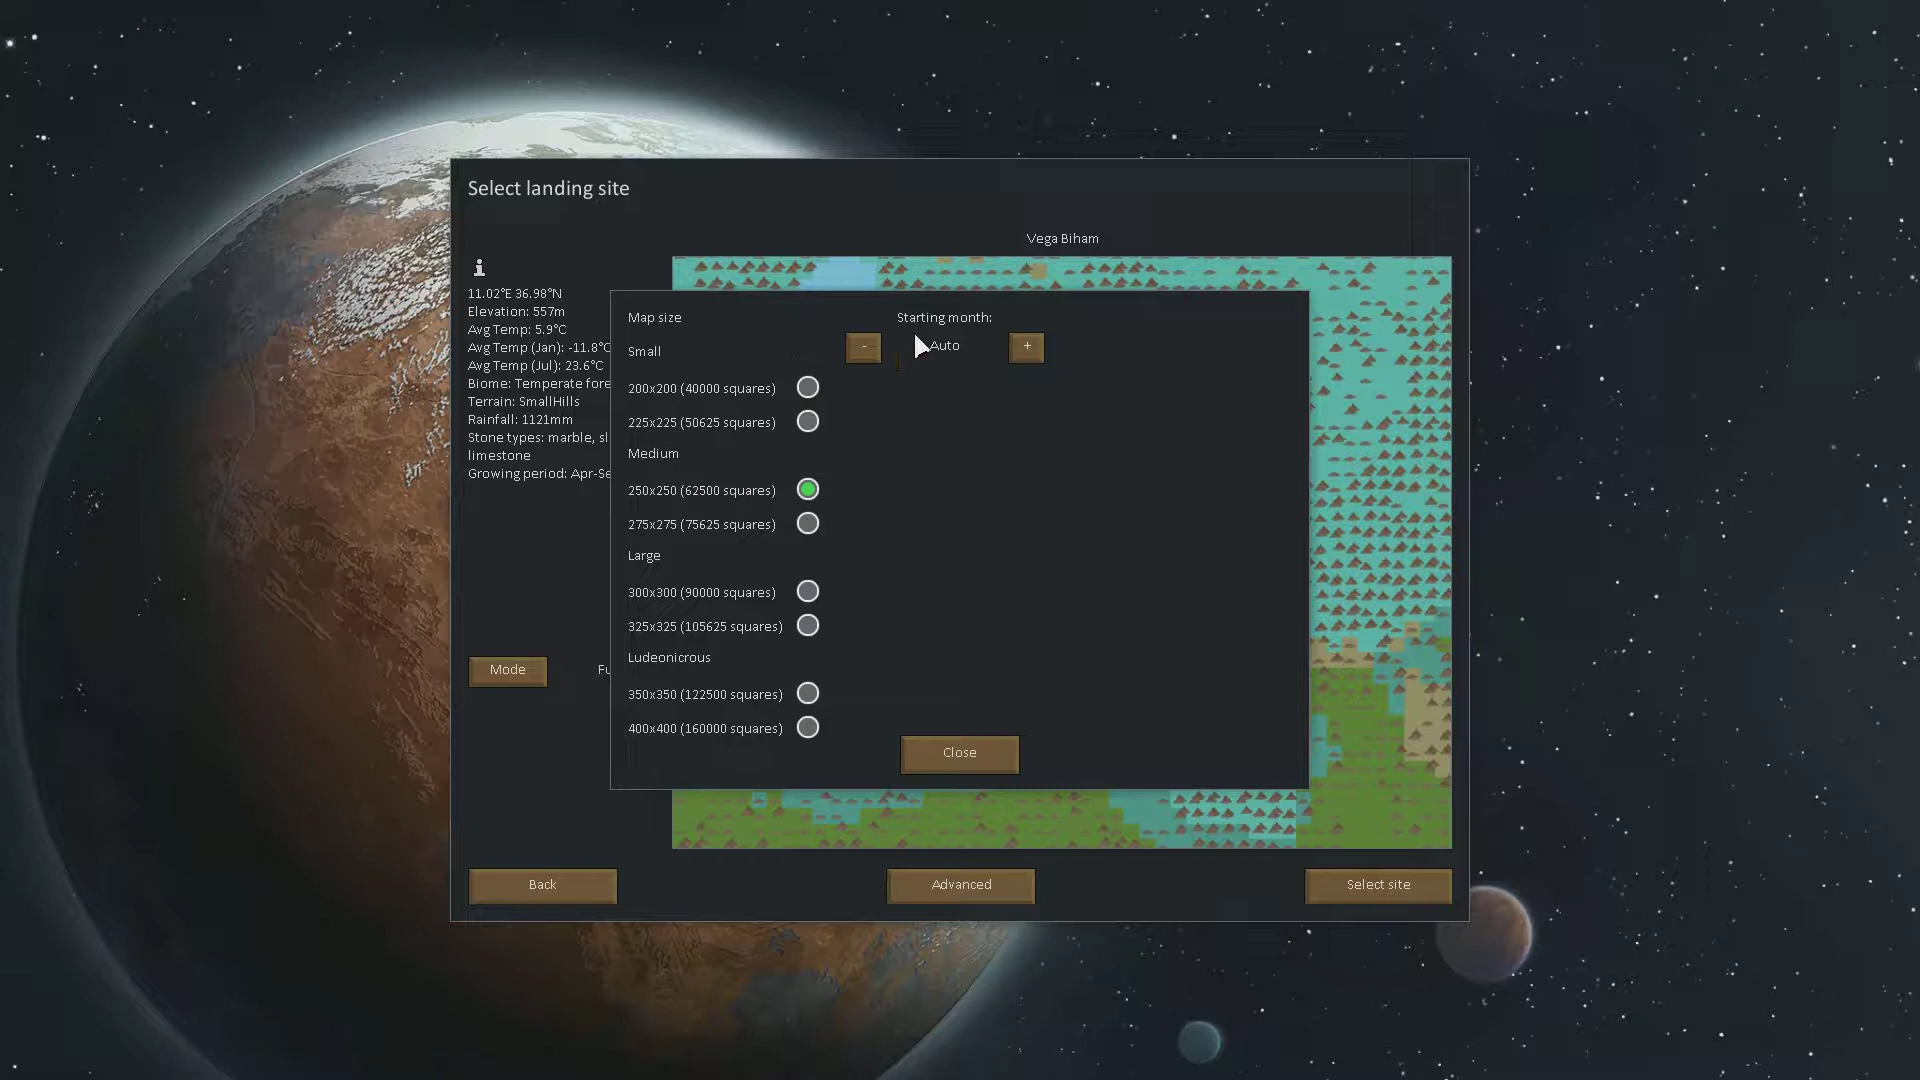 Select landing site
Vega Biham
11.02°E 36.98°N
Elevation: 557m
Avg Temp: 5.9°C
Avg Temp (Jan): -11.8°C
Avg Temp (Jul): 23.6°C
Biome: Temperate fore
Terrain: SmallHills
Rainfall: 1121mm
Stone types: marble, sl
limestone
Growing period: Apr-Se
Mode
Fu
Map size
Small
200x200 (40000 squares)
225x225 (50625 squares)
Medium
250x250 (62500 squares)
275x275 (75625 squares)
Large
300x300 (90000 squares)
325x325 (105625 squares)
Ludeonicrous
350x350 (122500 squares)
400x400 (160000 squares)
Starting month:
- Auto +
Close
Back
Advanced
Select site